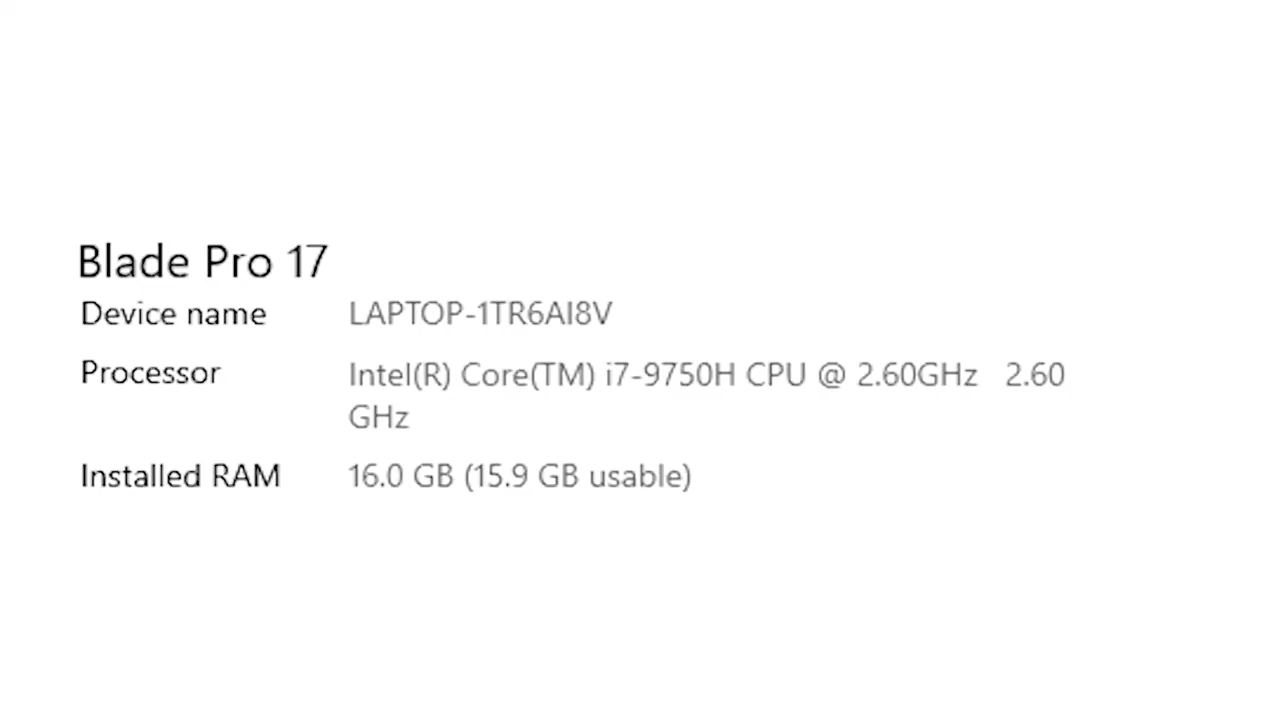 Blade Pro 17
Device name LAPTOP-1TR6AI8V
Processor Intel(R) Core(TM) i7-9750H CPU @ 2.60GHz 2.60
GHz
Installed RAM 16.0 GB (15.9 GB usable)